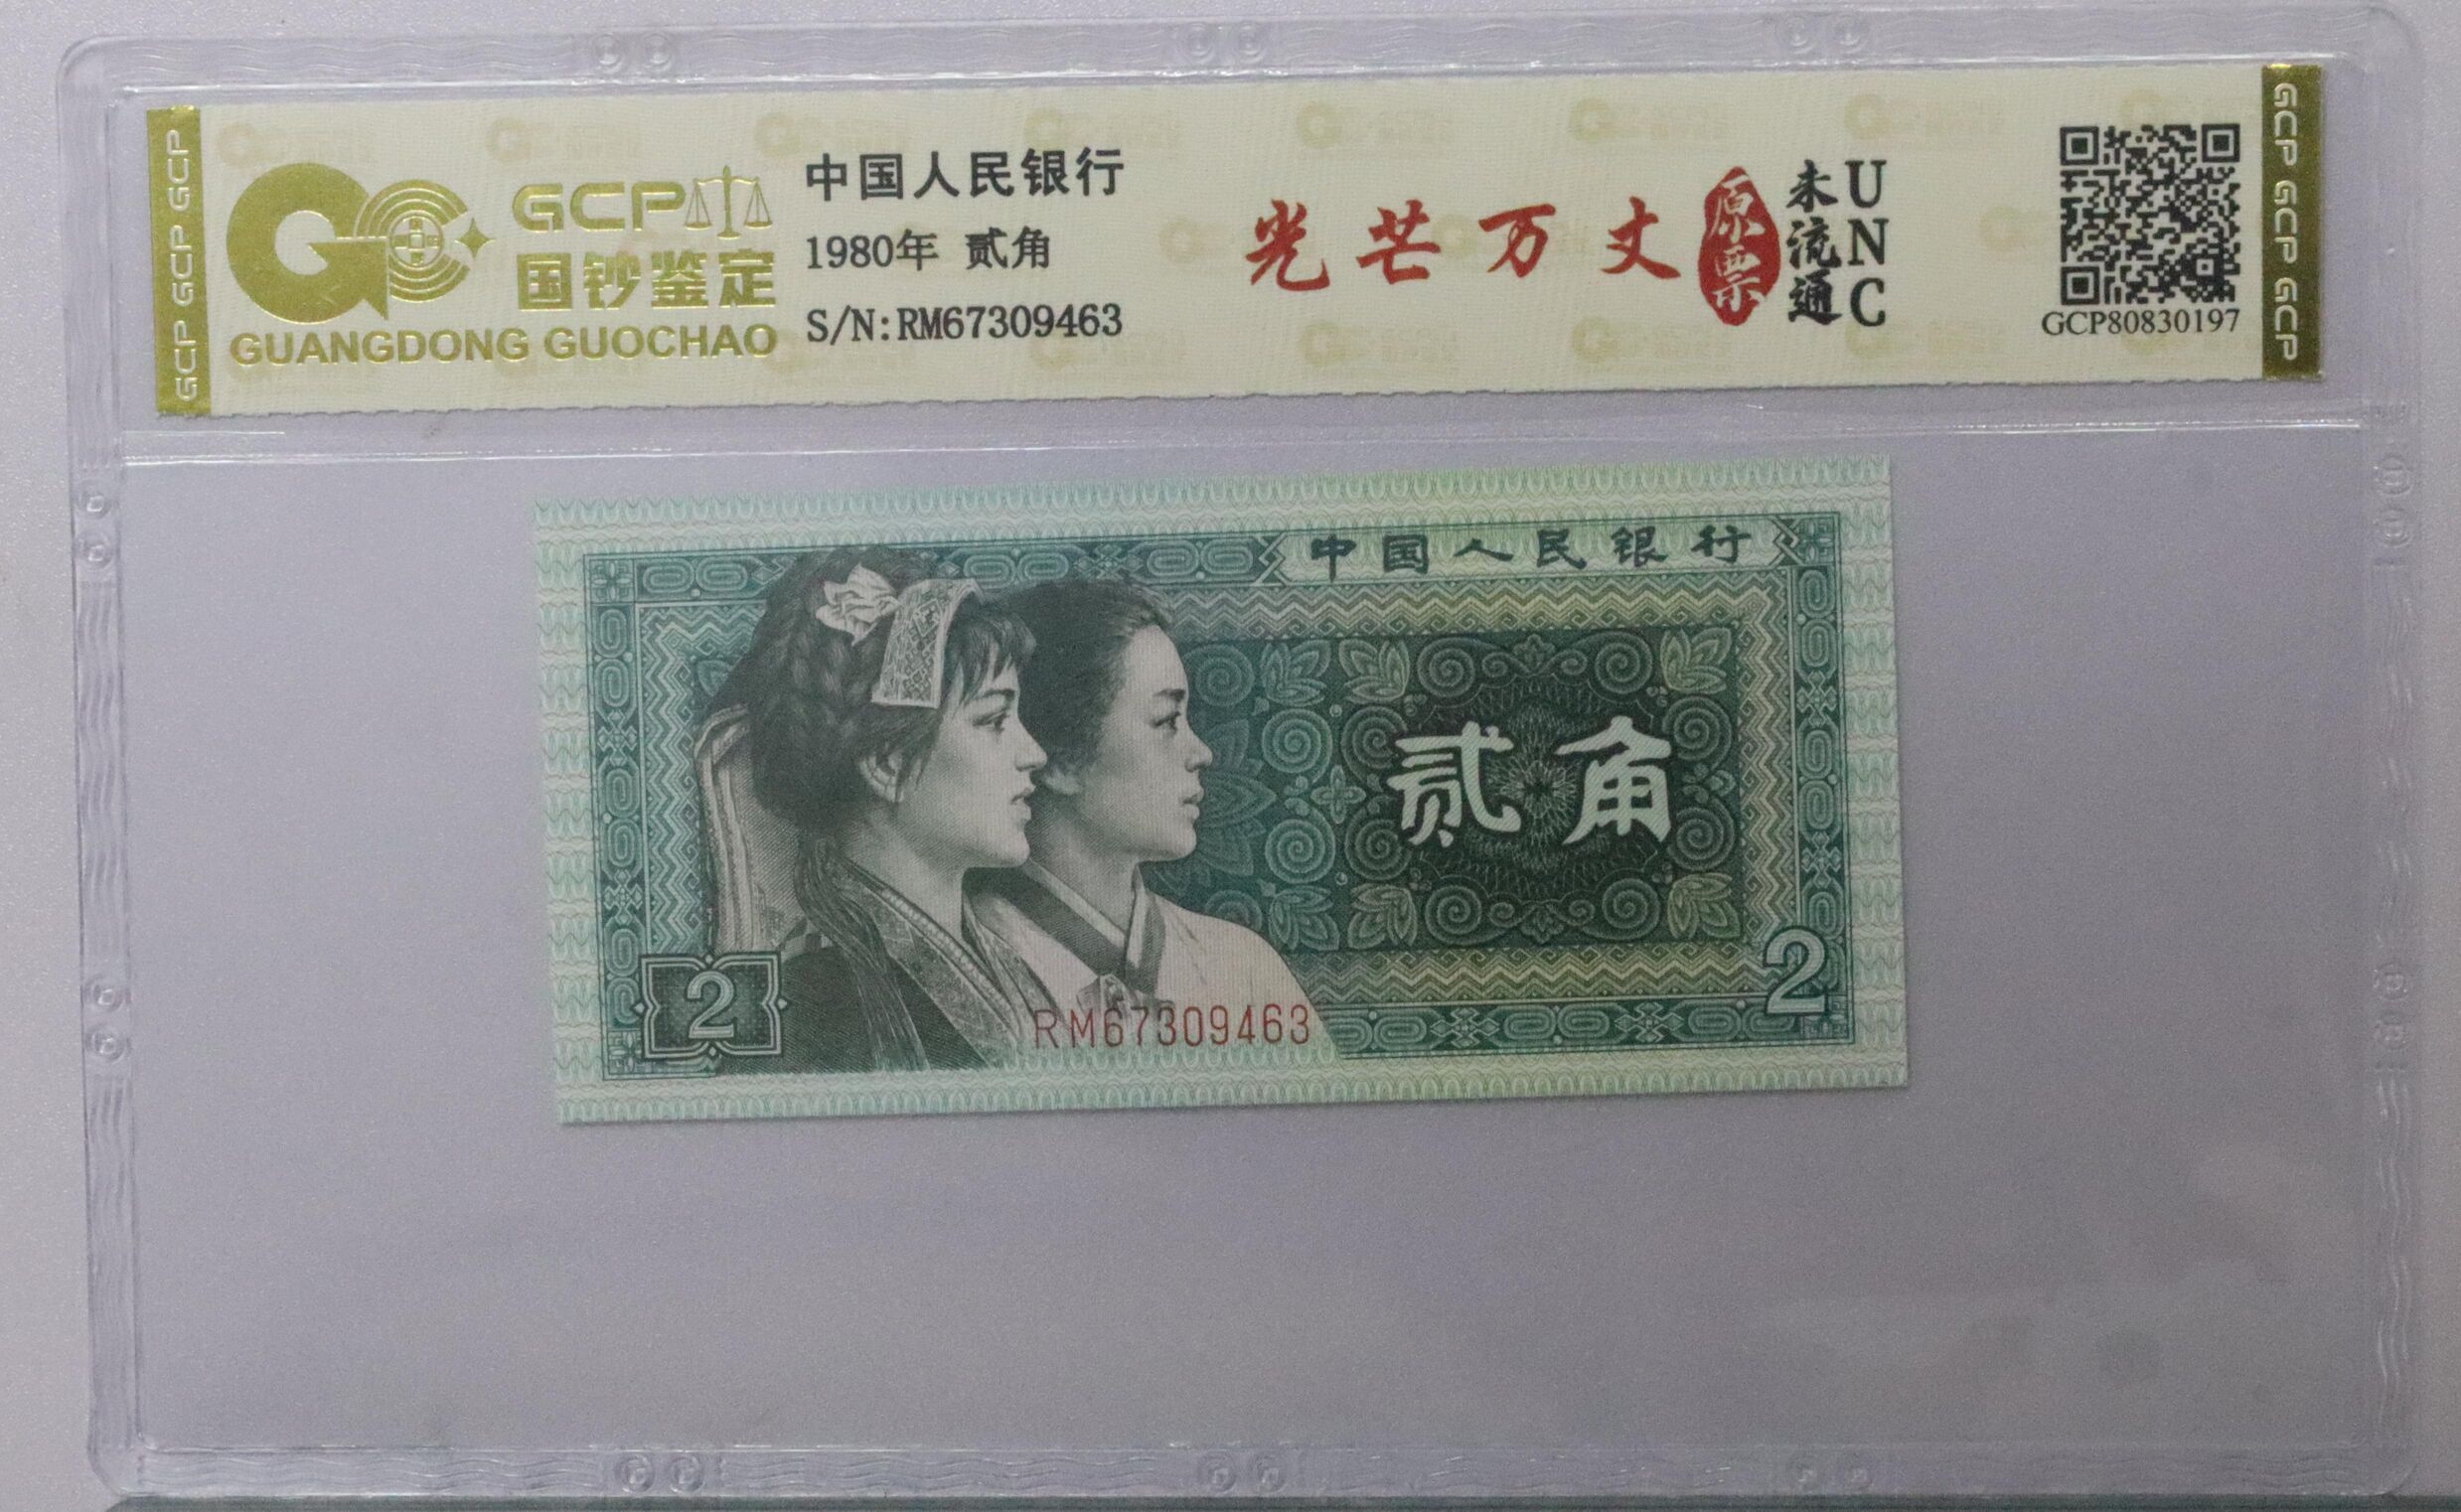 GCP GCP GCP
GCP
国钞鉴定
GUANGDONG GUOCHAO
中国人民银行
1980年 贰角
S/N:RM67309463
光芒万丈
原票
未流通
UNC
GCP80830197
GCP GCP GCP
中国人民银行
贰角
2
2
RM67309463